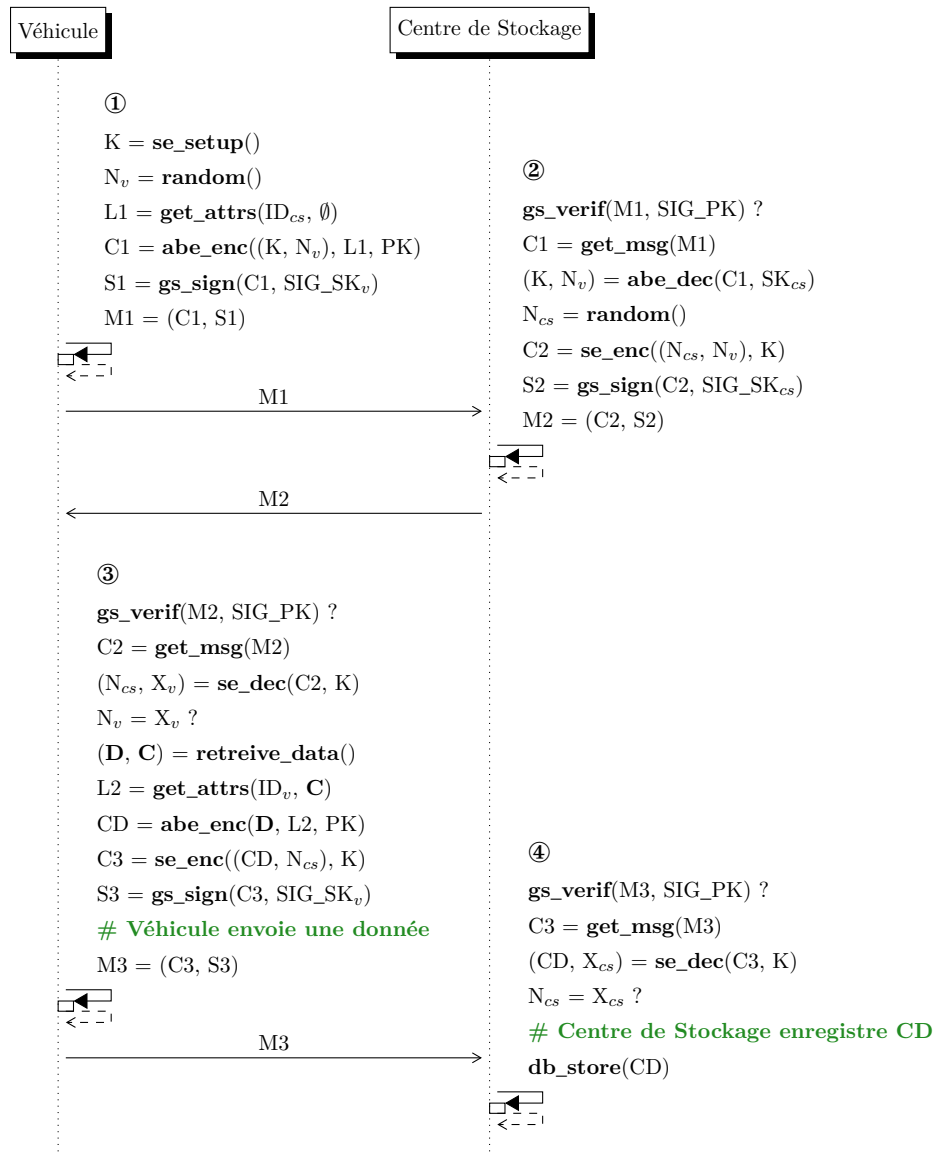 Véhicule
Centre de Stockage
①
K = se_setup()
N_v = random()
L1 = get_attrs(ID_cs, ∅)
C1 = abe_enc((K, N_v), L1, PK)
S1 = gs_sign(C1, SIG_SK_v)
M1 = (C1, S1)
M1
②
gs_verif(M1, SIG_PK) ?
C1 = get_msg(M1)
(K, N_v) = abe_dec(C1, SK_cs)
N_cs = random()
C2 = se_enc((N_cs, N_v), K)
S2 = gs_sign(C2, SIG_SK_cs)
M2 = (C2, S2)
M2
③
gs_verif(M2, SIG_PK) ?
C2 = get_msg(M2)
(N_cs, X_v) = se_dec(C2, K)
N_v = X_v ?
(D, C) = retreive_data()
L2 = get_attrs(ID_v, C)
CD = abe_enc(D, L2, PK)
C3 = se_enc((CD, N_cs), K)
S3 = gs_sign(C3, SIG_SK_v)
# Véhicule envoie une donnée
M3 = (C3, S3)
M3
④
gs_verif(M3, SIG_PK) ?
C3 = get_msg(M3)
(CD, X_cs) = se_dec(C3, K)
N_cs = X_cs ?
# Centre de Stockage enregistre CD
db_store(CD)